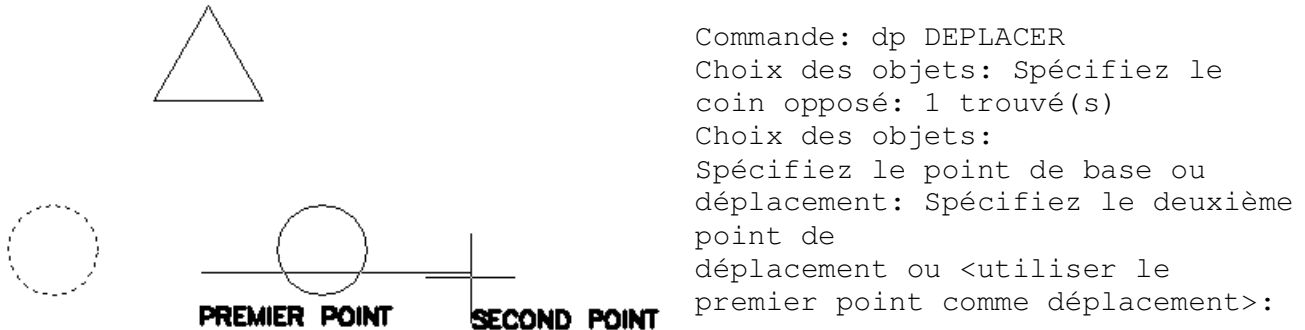 PREMIER POINT
SECOND POINT
Commande: dp DEPLACER
Choix des objets: Spécifiez le
coin opposé: 1 trouvé(s)
Choix des objets:
Spécifiez le point de base ou
déplacement: Spécifiez le deuxième
point de
déplacement ou <utiliser le
premier point comme déplacement>: